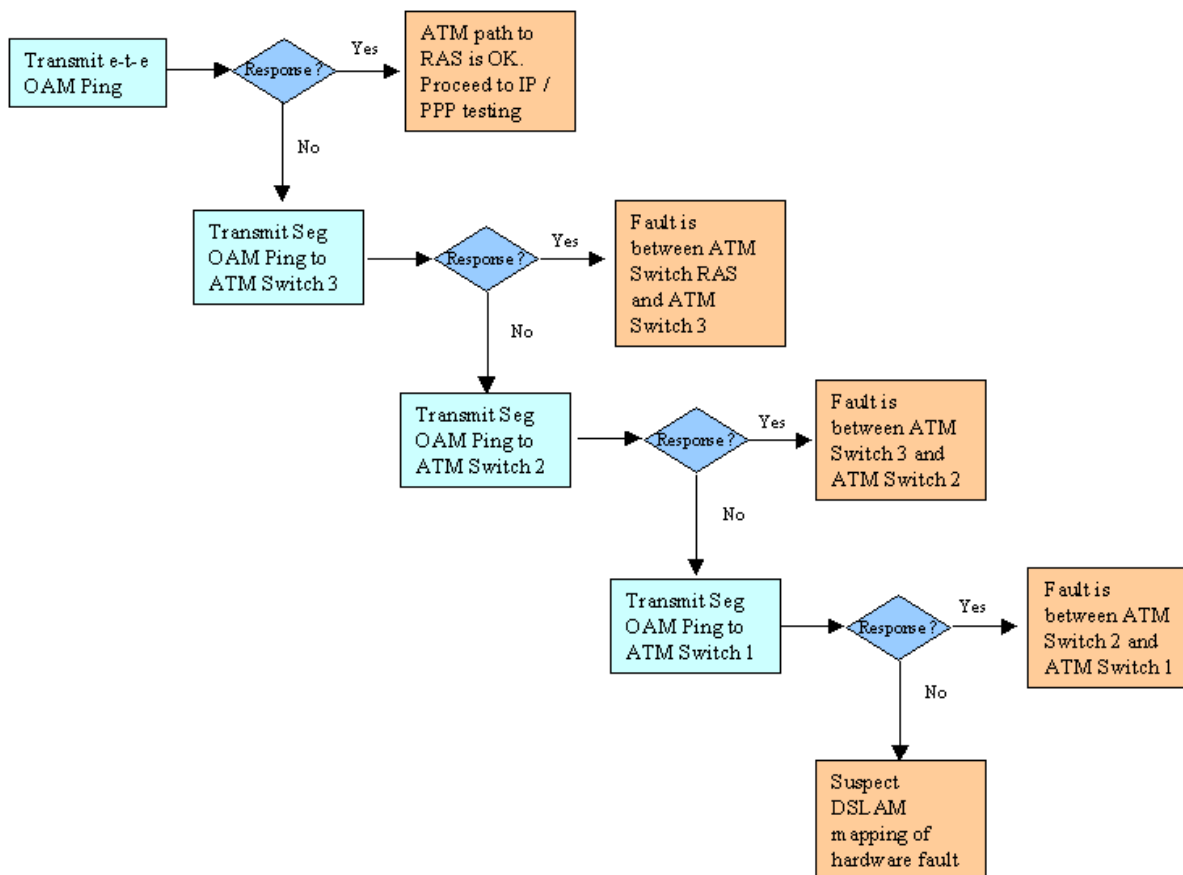 Transmit e-t-e
OAM Ping
Response?
Yes
ATM path to
RAS is OK.
Proceed to IP /
PPP testing
No
Transmit Seg
OAM Ping to
ATM Switch 3
Response?
Yes
Fault is
between ATM
Switch RAS
and ATM
Switch 3
No
Transmit Seg
OAM Ping to
ATM Switch 2
Response?
Yes
Fault is
between ATM
Switch 3 and
ATM Switch 2
No
Transmit Seg
OAM Ping to
ATM Switch 1
Response?
Yes
Fault is
between ATM
Switch 2 and
ATM Switch 1
No
Suspect
DSLAM
mapping of
hardware fault